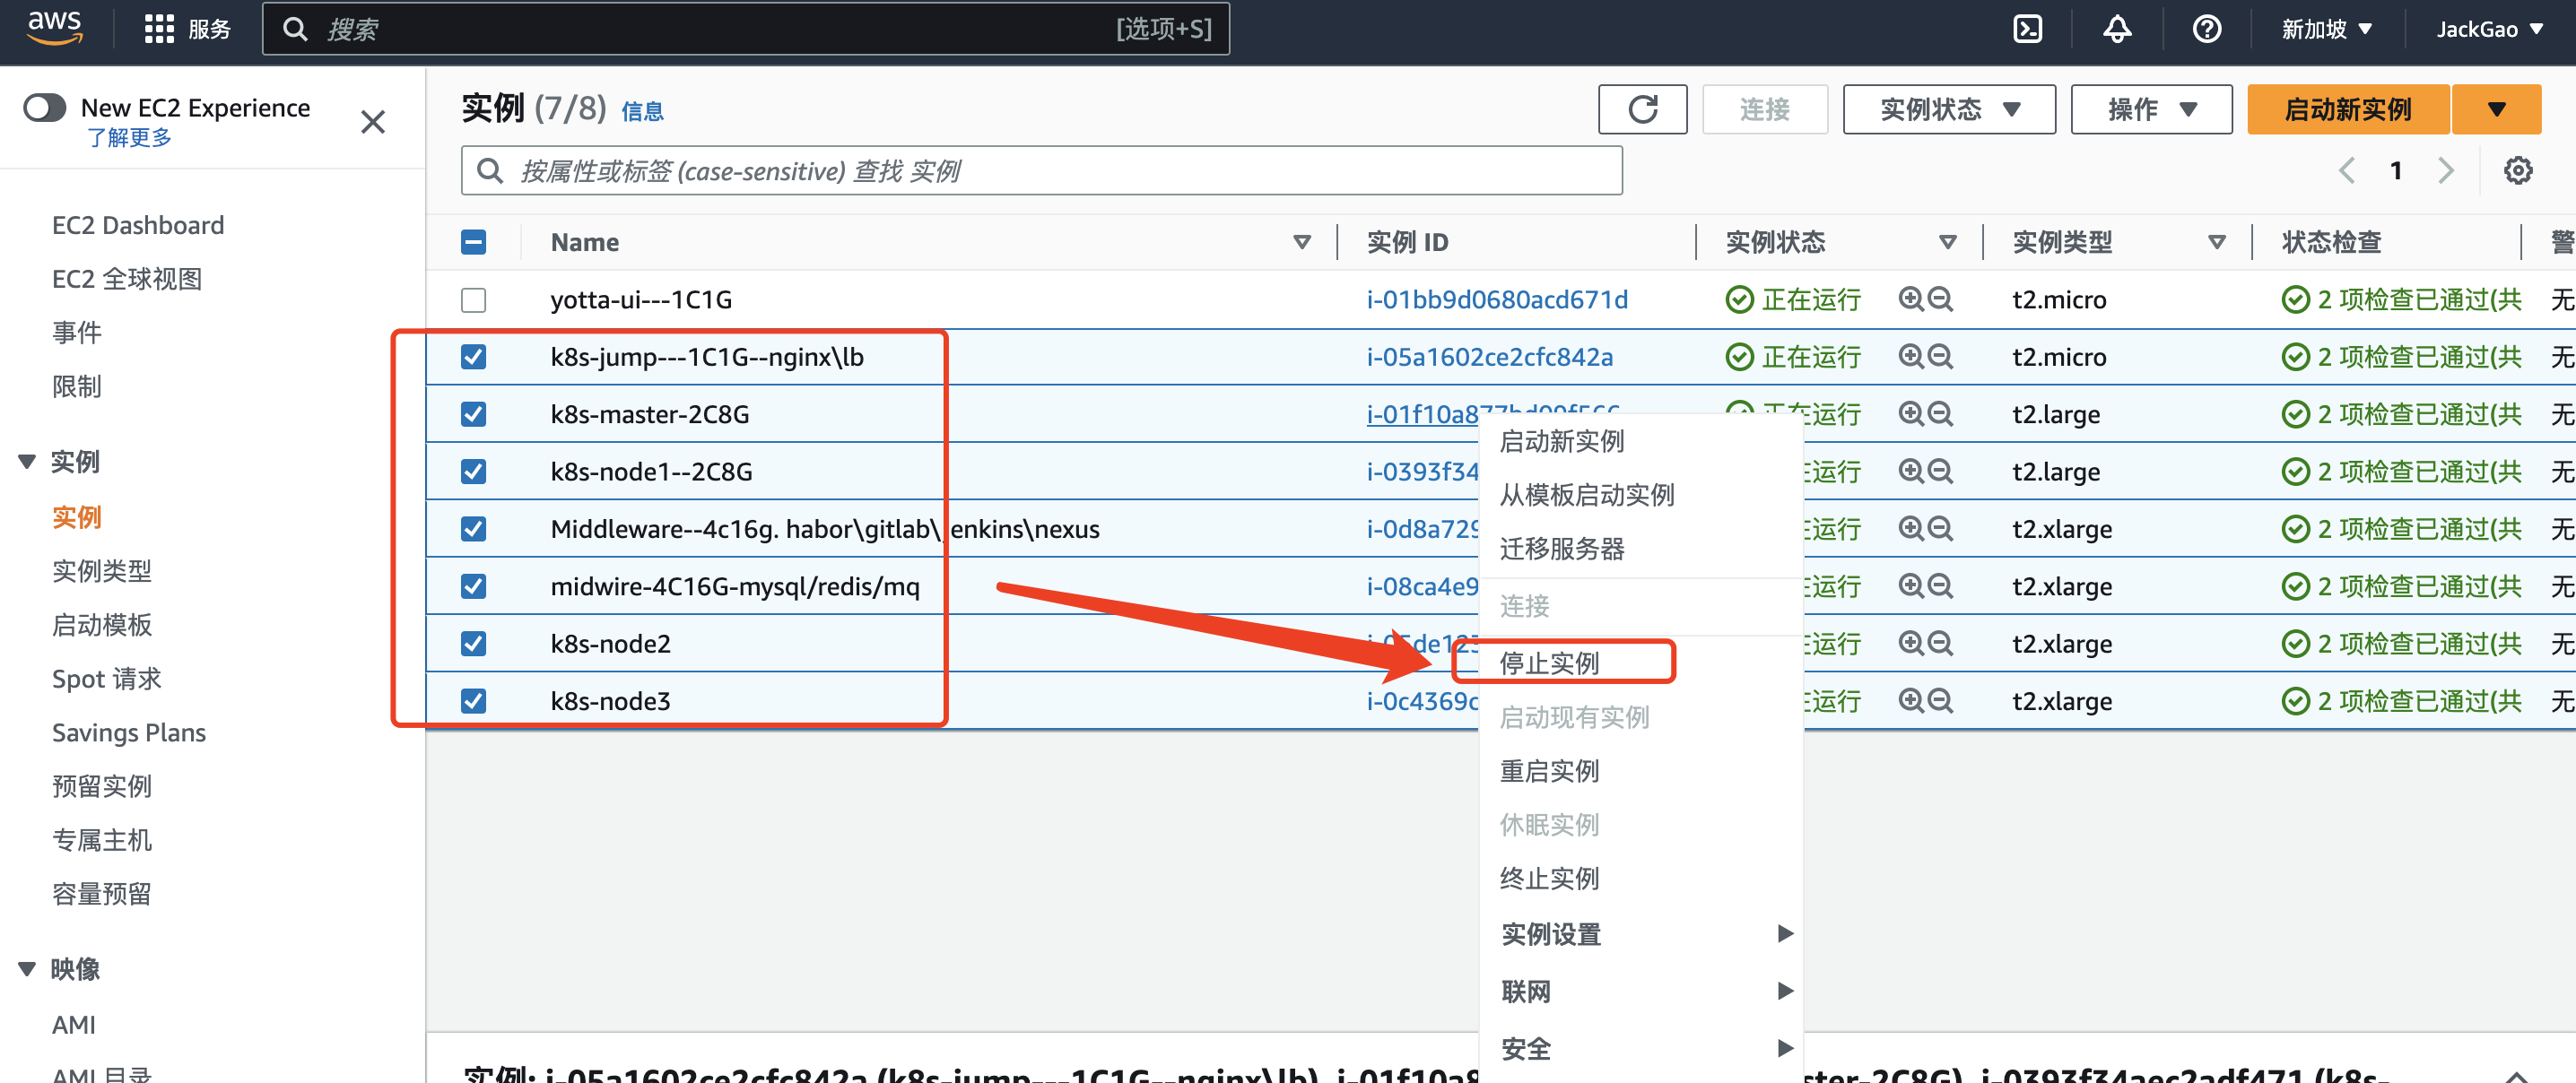 aws 服务 搜索 [选项+S] 新加坡 JackGao
New EC2 Experience
了解更多
EC2 Dashboard
EC2 全球视图
事件
限制
实例
实例
实例类型
启动模板
Spot 请求
Savings Plans
预留实例
专属主机
容量预留
映像
AMI
AMI 目录
实例 (7/8) 信息 连接 实例状态 操作 启动新实例
按属性或标签 (case-sensitive) 查找 实例 1
Name 实例 ID 实例状态 实例类型 状态检查 警
yotta-ui---1C1G i-01bb9d0680acd671d 正在运行 t2.micro 2 项检查已通过(共 无
k8s-jump---1C1G--nginx\lb i-05a1602ce2cfc842a 正在运行 t2.micro 2 项检查已通过(共 无
k8s-master-2C8G i-01f10a877bd09f566 正在运行 t2.large 2 项检查已通过(共 无
k8s-node1--2C8G i-0393f34 在运行 t2.large 2 项检查已通过(共 无
Middleware--4c16g. habor\gitlab\jenkins\nexus i-0d8a729 在运行 t2.xlarge 2 项检查已通过(共 无
midwire-4C16G-mysql/redis/mq i-08ca4e9 在运行 t2.xlarge 2 项检查已通过(共 无
k8s-node2 在运行 t2.xlarge 2 项检查已通过(共 无
k8s-node3 i-0c4369c 在运行 t2.xlarge 2 项检查已通过(共 无
启动新实例
从模板启动实例
迁移服务器
连接
停止实例
启动现有实例
重启实例
休眠实例
终止实例
实例设置
联网
安全
实例: i-05a1602ce2cfc842a (k8s-jump---1C1G--nginx\lb), i-01f10a8 ster-2C8G), i-0393f34aec2adf471 (k8s-